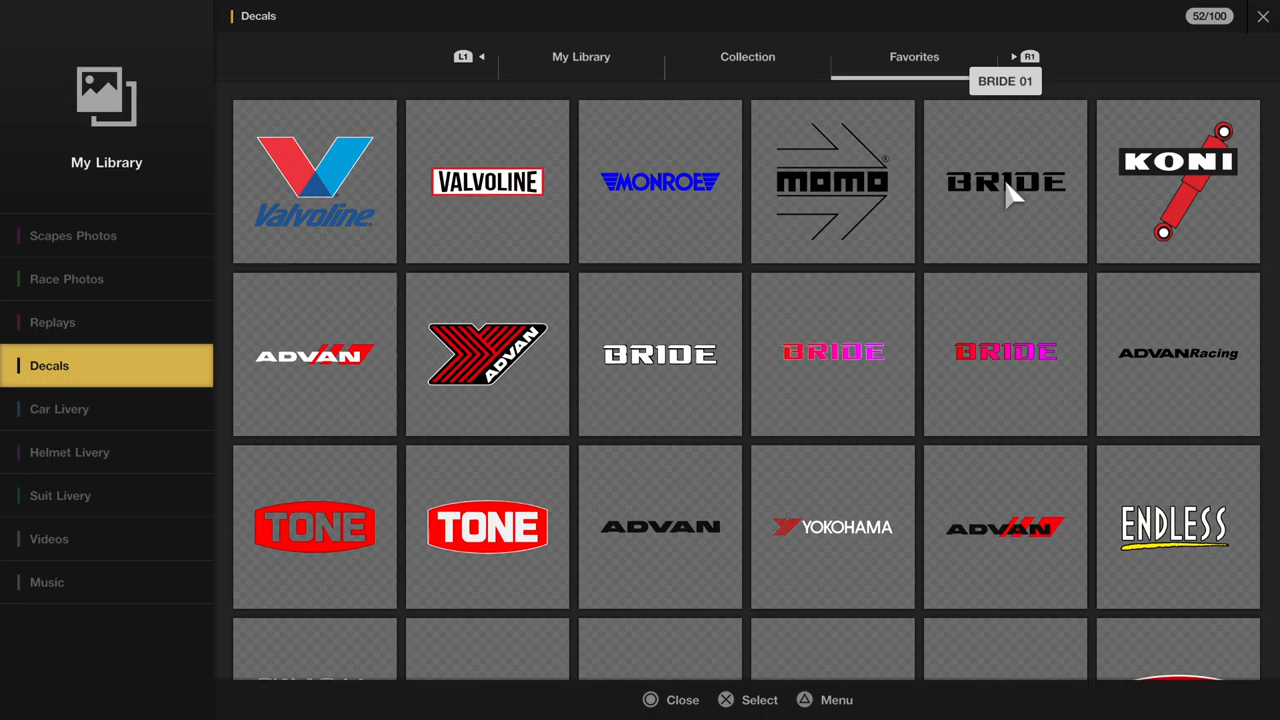 Decals
52/100
L1
My Library
Collection
Favorites
R1
BRIDE 01
My Library
Scapes Photos
Race Photos
Replays
Decals
Car Livery
Helmet Livery
Suit Livery
Videos
Music
Valvoline
VALVOLINE
MONROE
MOMO
BRIDE
KONI
ADVAN
ADVAN
BRIDE
BRIDE
BRIDE
ADVAN Racing
TONE
TONE
ADVAN
YOKOHAMA
ADVAN
ENDLESS
Close
Select
Menu